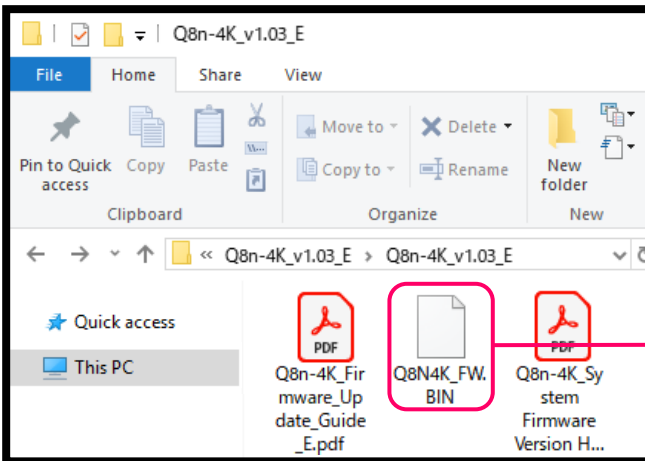 Q8n-4K_v1.03_E
File Home Share View
Pin to Quick
access
Copy
Paste
Move to
Copy to
Delete
Rename
New
folder
Clipboard
Organize
New
« Q8n-4K_v1.03_E > Q8n-4K_v1.03_E
Quick access
This PC
PDF
Q8n-4K_Fir
mware_Up
date_Guide
_E.pdf
Q8N4K_FW.
BIN
PDF
Q8n-4K_Sy
stem
Firmware
Version H...